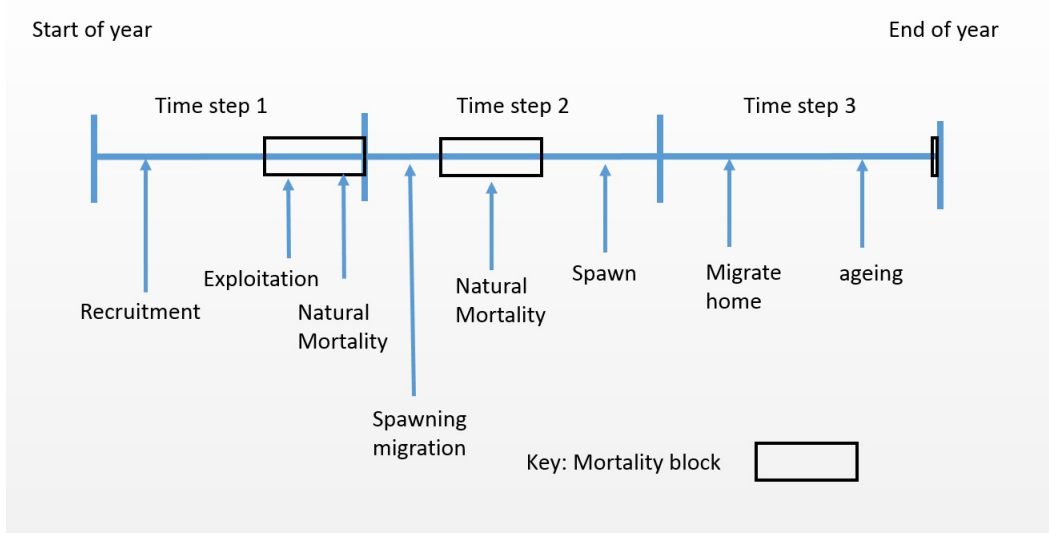 Start of year
End of year
Time step 1
Time step 2
Time step 3
Exploitation
Recruitment
Natural
Mortality
Spawning
migration
Natural
Mortality
Spawn
Migrate
home
ageing
Key: Mortality block